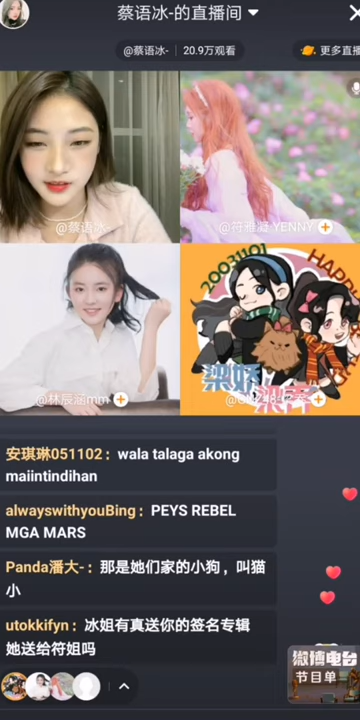 蔡语冰-的直播间
@蔡语冰-
20.9万观看
更多直播
@蔡语冰-
@符雅凝 YENNY
@林辰涵mm
20031101
HAPPY
梁娇
梁乔
安琪琳051102：wala talaga akong
maiintindihan
alwayswithyouBing：PEYS REBEL
MGA MARS
Panda潘大-：那是她们家的小狗，叫猫
小
utokkifyn：冰姐有真送你的签名专辑
她送给符姐吗
微博电台
节目单